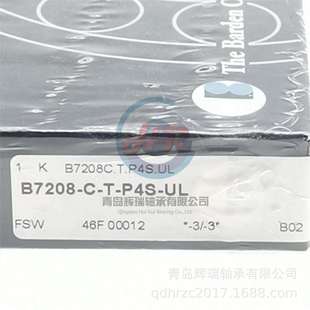 The Barden C
1 K B7208C.T.P4S.UL
B7208-C-T-P4S-UL
青岛辉瑞轴承有限公司
FSW 46F 00012 *-3/-3* B02
青岛辉瑞轴承有限公司
qdhrzc2017.1688.com